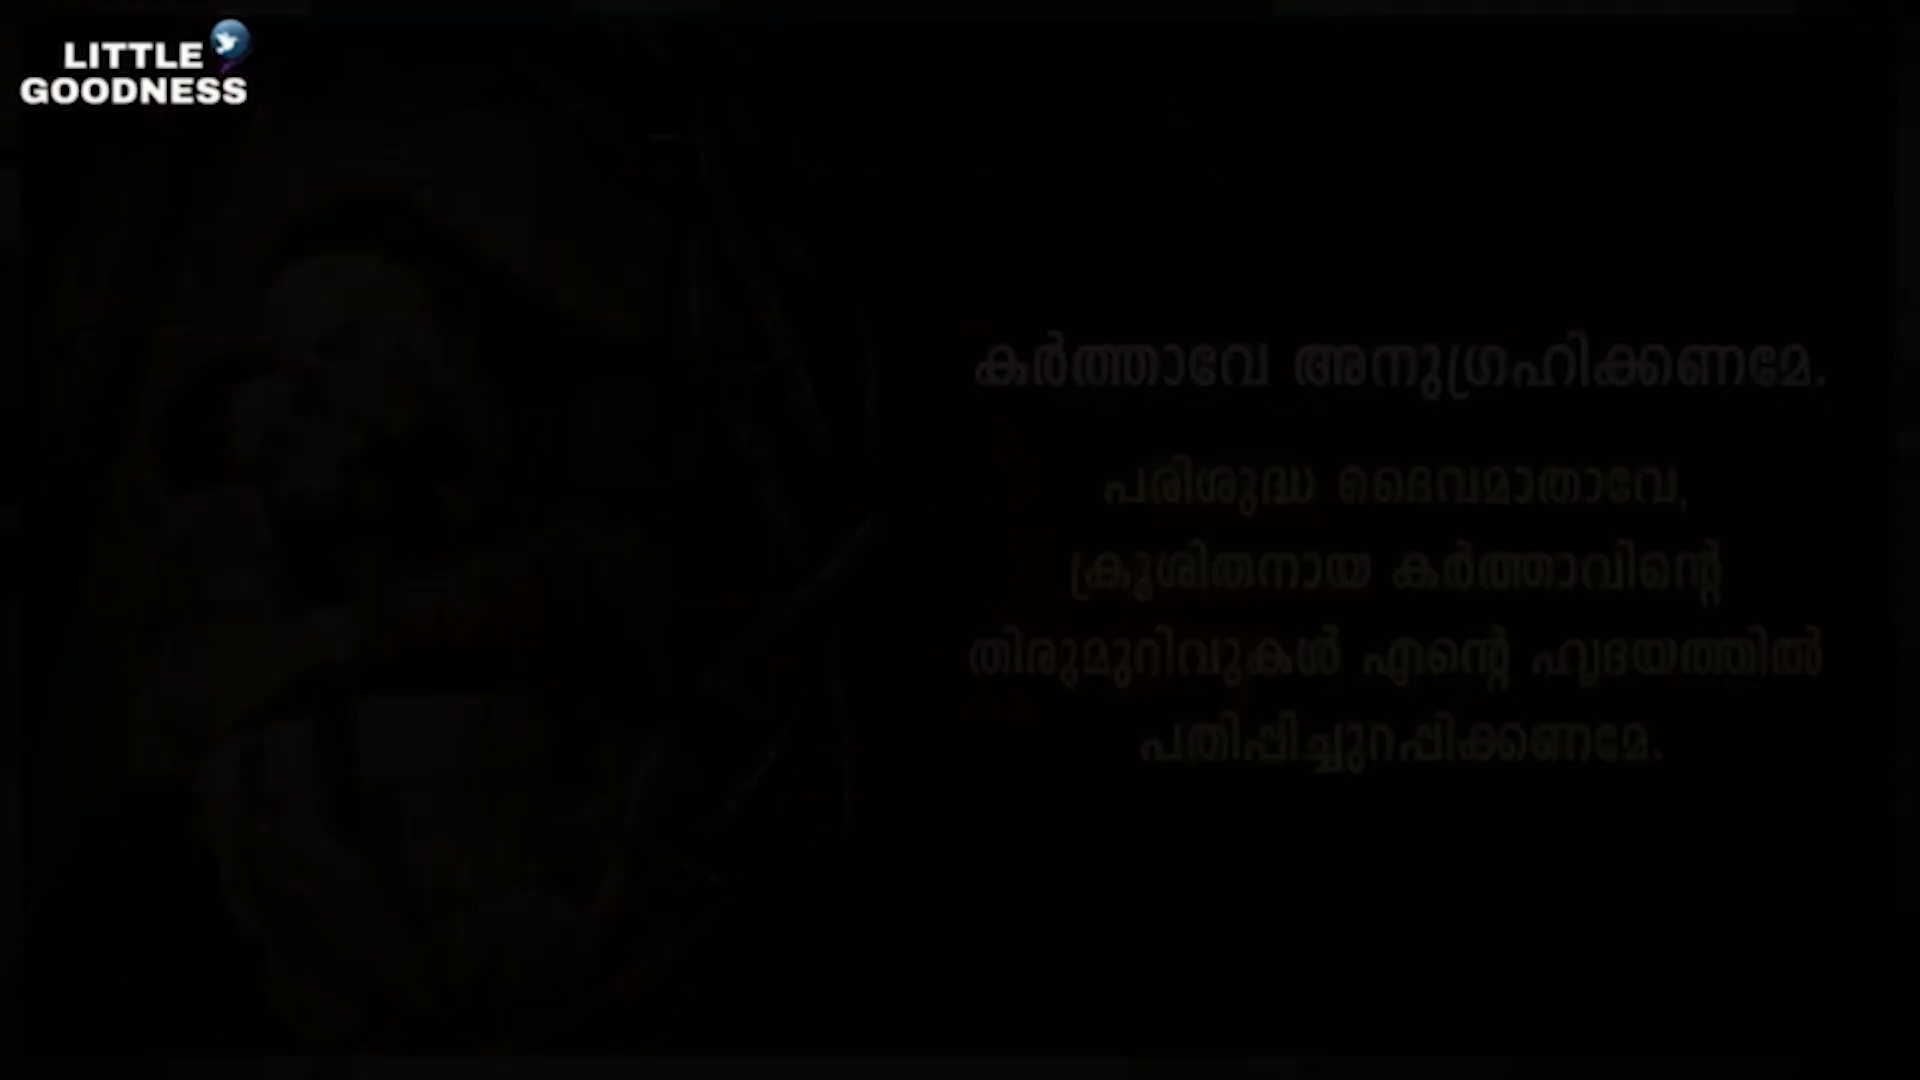 LITTLE
GOODNESS
കർത്താവേ അനുഗ്രഹിക്കണമേ.
പരിശുദ്ധ ദൈവമാതാവേ,
ക്രൂശിതനായ കർത്താവിന്റെ
തിരുമുറിവുകൾ എന്റെ ഹൃദയത്തിൽ
പതിപ്പിച്ചുറപ്പിക്കണമേ.